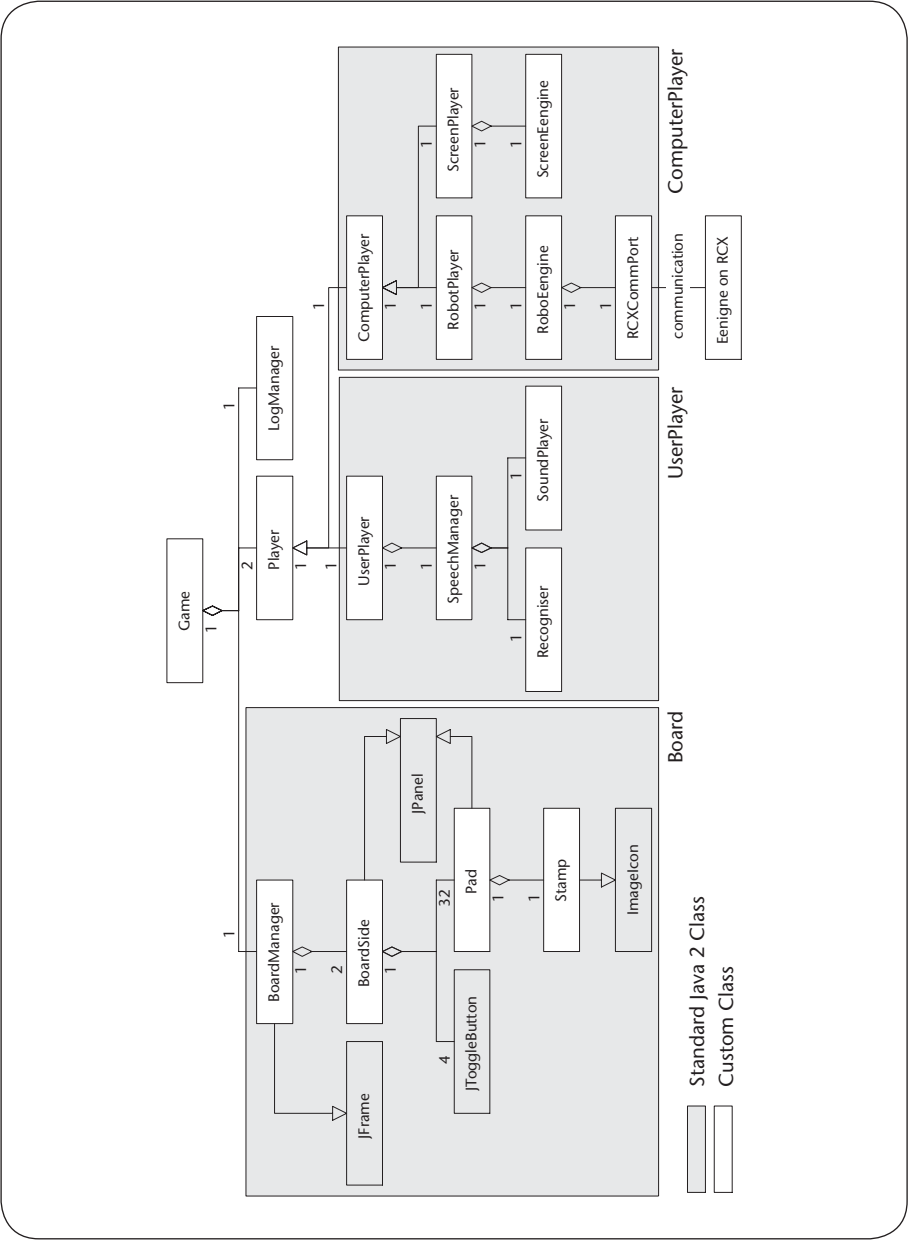 Game
1
1
2
1
BoardManager
Player
LogManager
1
1
1
1
2
JFrame
BoardSide
UserPlayer
ComputerPlayer
1
1
1
JPanel
4
32
1
1
1
JToggleButton
Pad
SpeechManager
RobotPlayer
ScreenPlayer
1
1
1
1
1
1
1
1
1
Stamp
Recogniser
SoundPlayer
RoboEengine
ScreenEengine
1
1
ImageIcon
RCXCommPort
Board
UserPlayer
ComputerPlayer
communication
Eenigne on RCX
Standard Java 2 Class
Custom Class